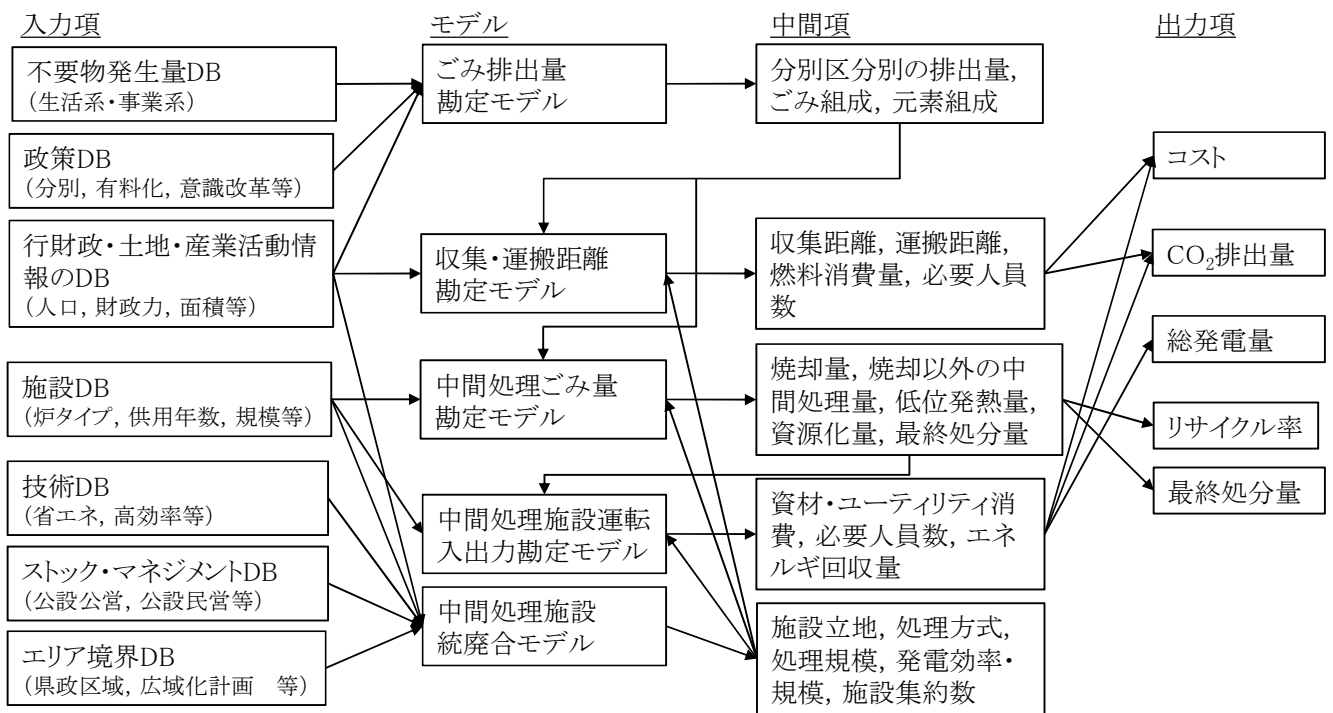 入力項
モデル
中間項
出力項
不要物発生量DB
(生活系・事業系)
政策DB
(分別, 有料化, 意識改革等)
行財政・土地・産業活動情
報のDB
(人口, 財政力, 面積等)
施設DB
(炉タイプ, 供用年数, 規模等)
技術DB
(省エネ, 高効率等)
ストック・マネジメントDB
(公設公営, 公設民営等)
エリア境界DB
(県政区域, 広域化計画 等)
ごみ排出量
勘定モデル
収集・運搬距離
勘定モデル
中間処理ごみ量
勘定モデル
中間処理施設運転
入出力勘定モデル
中間処理施設
統廃合モデル
分別区分別の排出量,
ごみ組成, 元素組成
収集距離, 運搬距離,
燃料消費量, 必要人員
数
焼却量, 焼却以外の中
間処理量, 低位発熱量,
資源化量, 最終処分量
資材・ユーティリティ消
費, 必要人員数, エネ
ルギ回収量
施設立地, 処理方式,
処理規模, 発電効率・
規模, 施設集約数
コスト
CO₂排出量
総発電量
リサイクル率
最終処分量